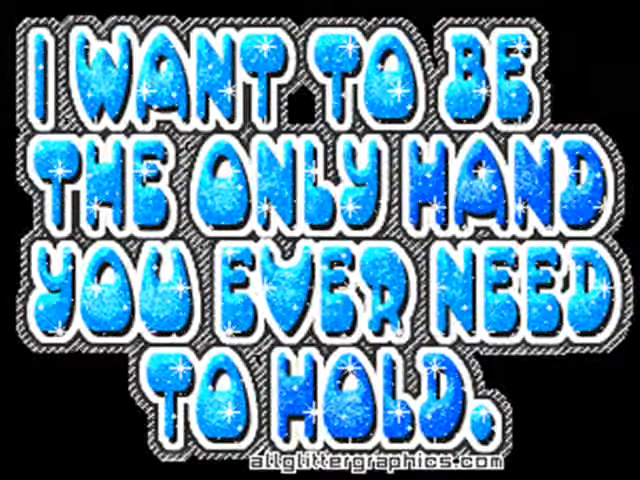 I WANT TO BE
THE ONLY HAND
YOU EVER NEED
TO HOLD.
allglittergraphics.com